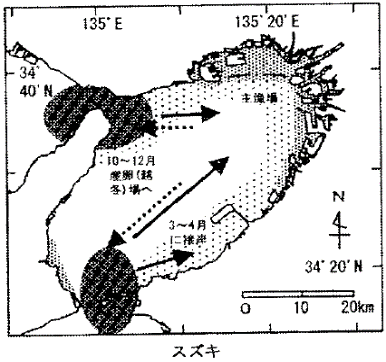 135°E
135°20'E
34°
40'N
主漁場
10～12月
産卵(越
冬)場へ
3～4月
に接岸
N
34°20'N
0 10 20km
スズキ